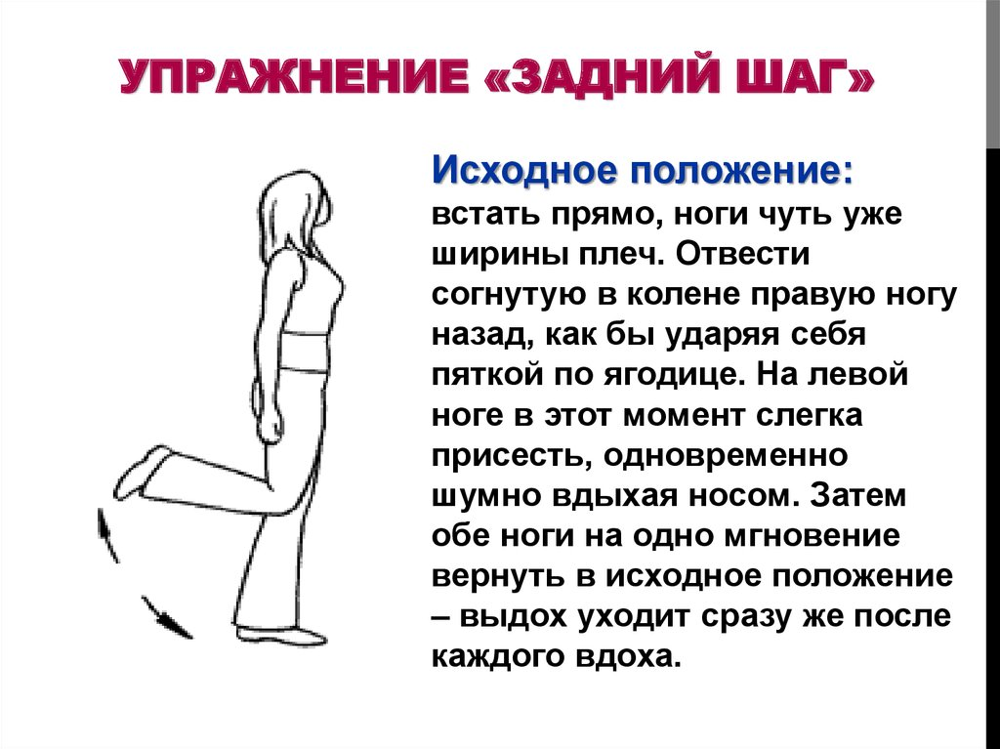 УПРАЖНЕНИЕ «ЗАДНИЙ ШАГ»
Исходное положение:
встать прямо, ноги чуть уже
ширины плеч. Отвести
согнутую в колене правую ногу
назад, как бы ударяя себя
пяткой по ягодице. На левой
ноге в этот момент слегка
присесть, одновременно
шумно вдыхая носом. Затем
обе ноги на одно мгновение
вернуть в исходное положение
– выдох уходит сразу же после
каждого вдоха.